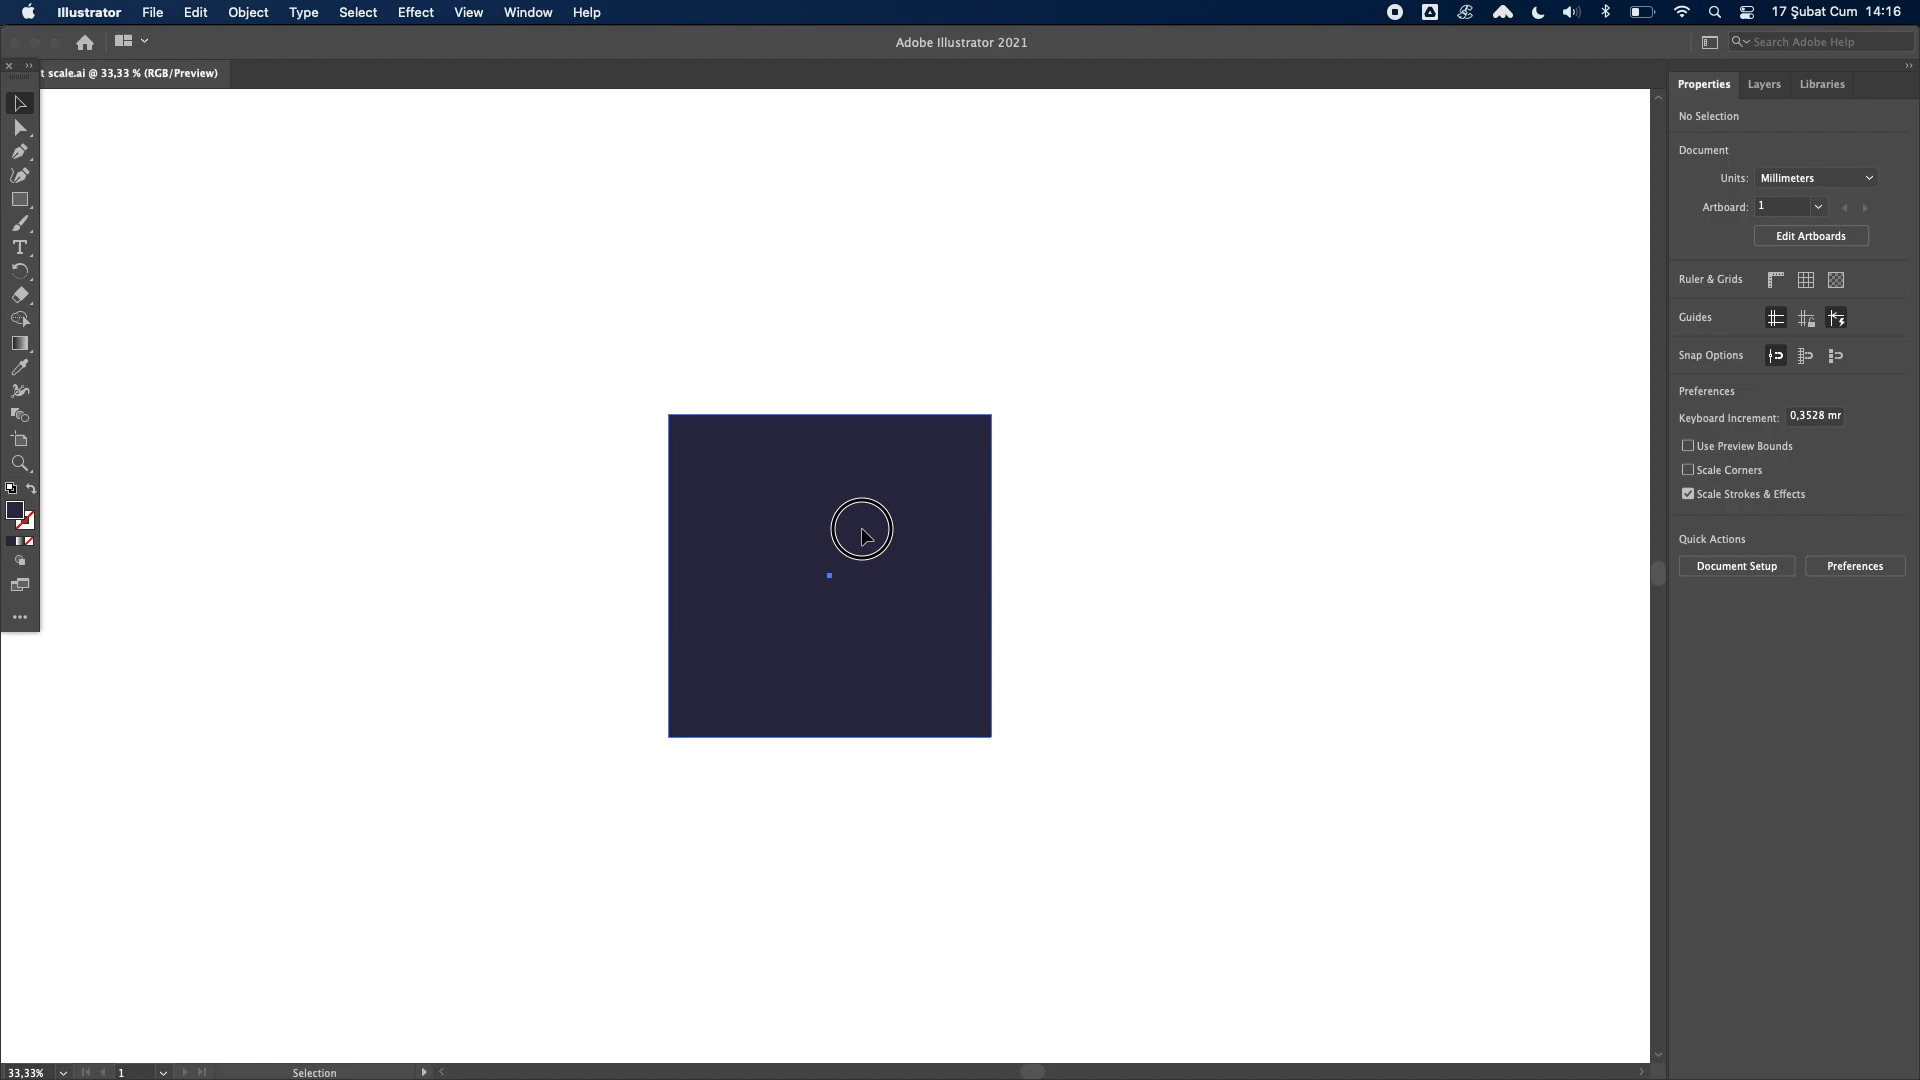 Illustrator File Edit Object Type Select Effect View Window Help 17 Şubat Cum 14:16
Adobe Illustrator 2021
Search Adobe Help
t scale.ai @ 33,33 % (RGB/Preview)
Properties Layers Libraries
No Selection
Document
Units: Millimeters
Artboard: 1
Edit Artboards
Ruler & Grids
Guides
Snap Options
Preferences
Keyboard Increment: 0,3528 mr
Use Preview Bounds
Scale Corners
Scale Strokes & Effects
Quick Actions
Document Setup Preferences
33,33% 1 Selection